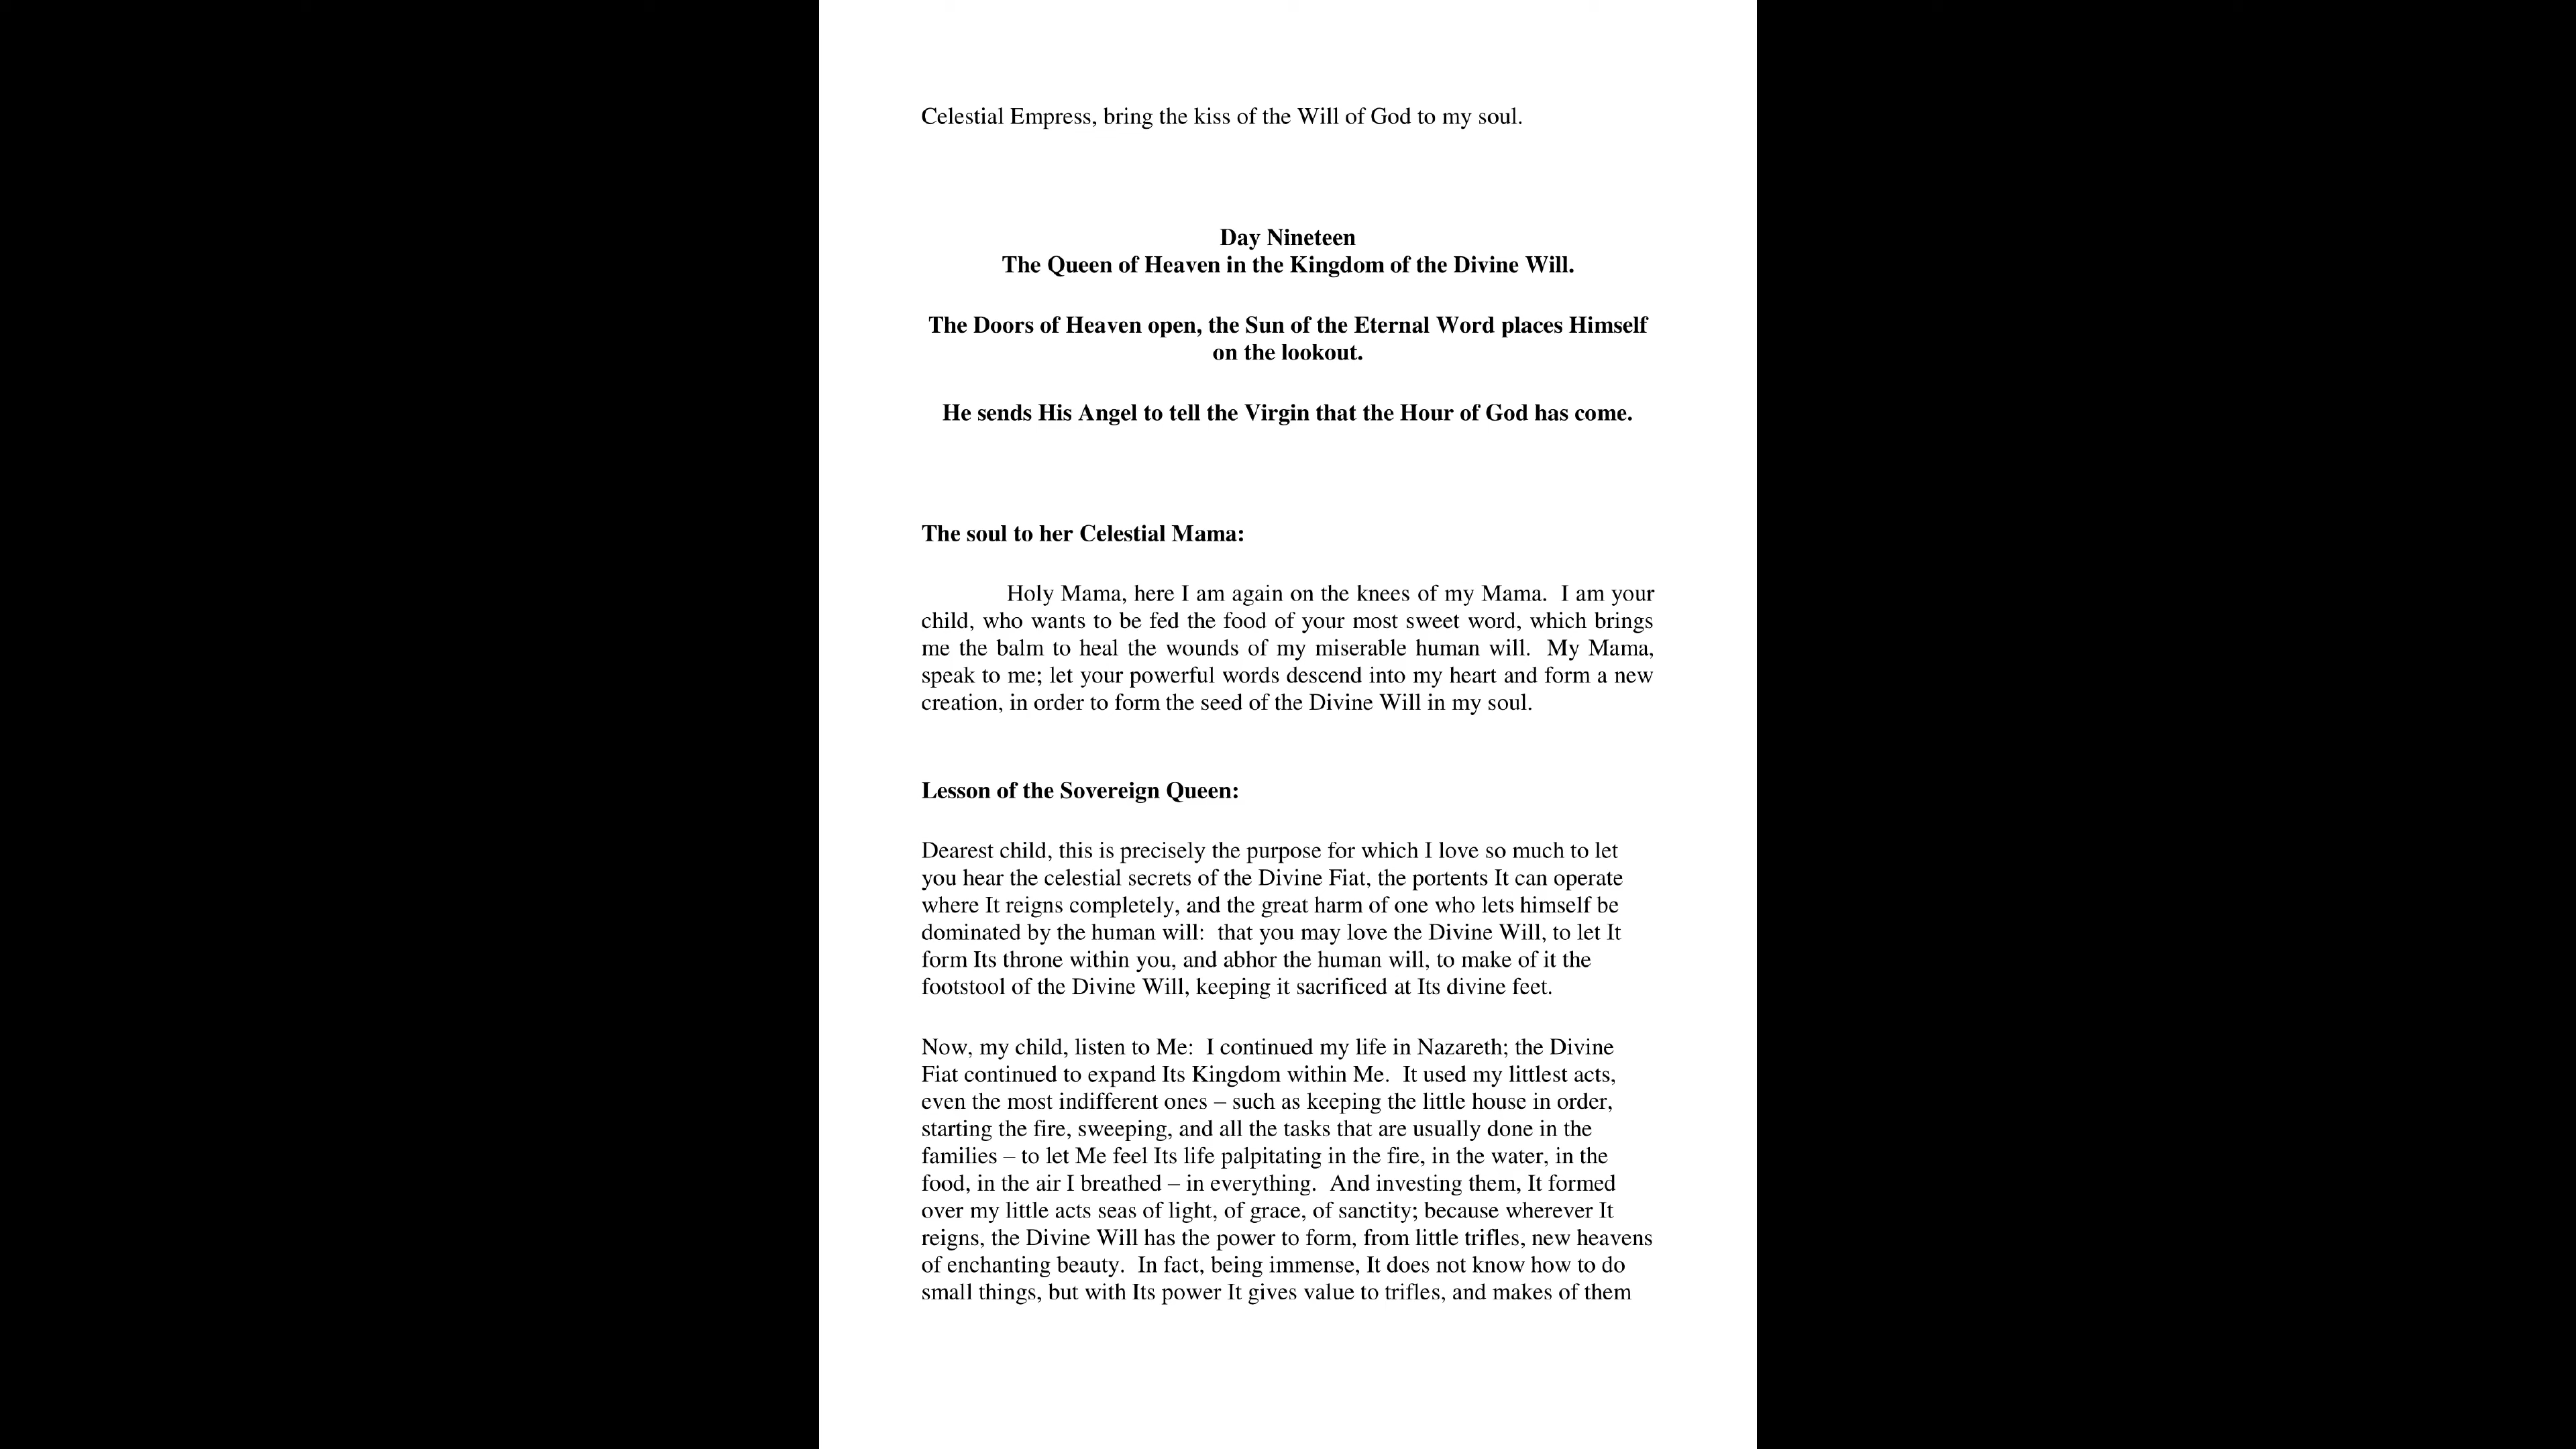 Celestial Empress, bring the kiss of the Will of God to my soul.
Day Nineteen
The Queen of Heaven in the Kingdom of the Divine Will.
The Doors of Heaven open, the Sun of the Eternal Word places Himself
on the lookout.
He sends His Angel to tell the Virgin that the Hour of God has come.
The soul to her Celestial Mama:
Holy Mama, here I am again on the knees of my Mama.  I am your
child, who wants to be fed the food of your most sweet word, which brings
me the balm to heal the wounds of my miserable human will.  My Mama,
speak to me; let your powerful words descend into my heart and form a new
creation, in order to form the seed of the Divine Will in my soul.
Lesson of the Sovereign Queen:
Dearest child, this is precisely the purpose for which I love so much to let
you hear the celestial secrets of the Divine Fiat, the portents It can operate
where It reigns completely, and the great harm of one who lets himself be
dominated by the human will:  that you may love the Divine Will, to let It
form Its throne within you, and abhor the human will, to make of it the
footstool of the Divine Will, keeping it sacrificed at Its divine feet.
Now, my child, listen to Me:  I continued my life in Nazareth; the Divine
Fiat continued to expand Its Kingdom within Me.  It used my littlest acts,
even the most indifferent ones – such as keeping the little house in order,
starting the fire, sweeping, and all the tasks that are usually done in the
families – to let Me feel Its life palpitating in the fire, in the water, in the
food, in the air I breathed – in everything.  And investing them, It formed
over my little acts seas of light, of grace, of sanctity; because wherever It
reigns, the Divine Will has the power to form, from little trifles, new heavens
of enchanting beauty.  In fact, being immense, It does not know how to do
small things, but with Its power It gives value to trifles, and makes of them